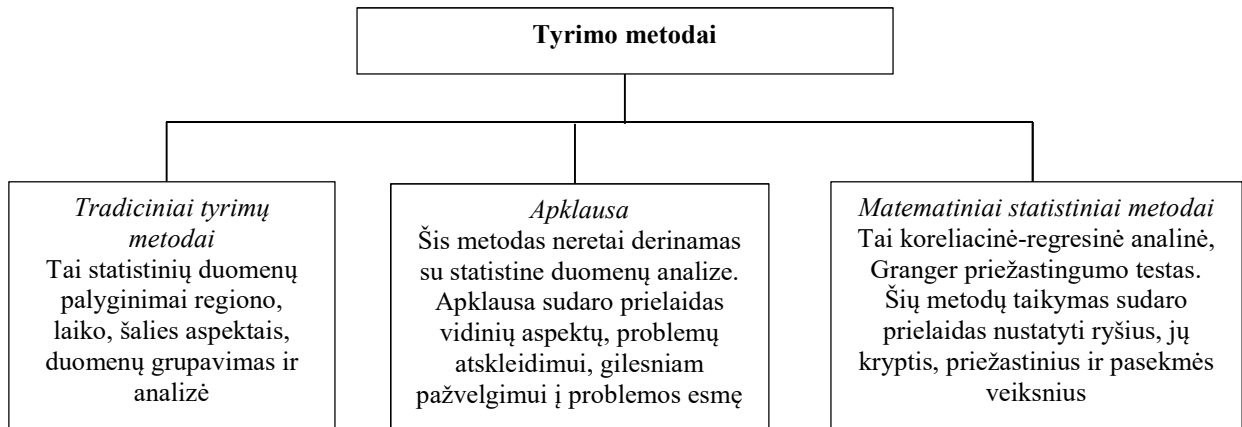 Tyrimo metodai
Tradiciniai tyrimų
metodai
Tai statistinių duomenų
palyginimai regiono,
laiko, šalies aspektais,
duomenų grupavimas ir
analizė
Apklausa
Šis metodas neretai derinamas
su statistine duomenų analize.
Apklausa sudaro prielaidas
vidinių aspektų, problemų
atskleidimui, gilesniam
pažvelgimui į problemos esmę
Matematiniai statistiniai metodai
Tai koreliacinė-regresinė analinė,
Granger priežastingumo testas.
Šių metodų taikymas sudaro
prielaidas nustatyti ryšius, jų
kryptis, priežastinius ir pasekmės
veiksnius